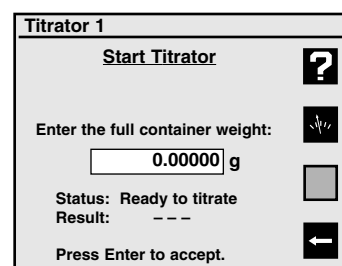 Titrator 1
Start Titrator
?
Enter the full container weight:
0.00000 g
Status: Ready to titrate
Result: – – –
Press Enter to accept.